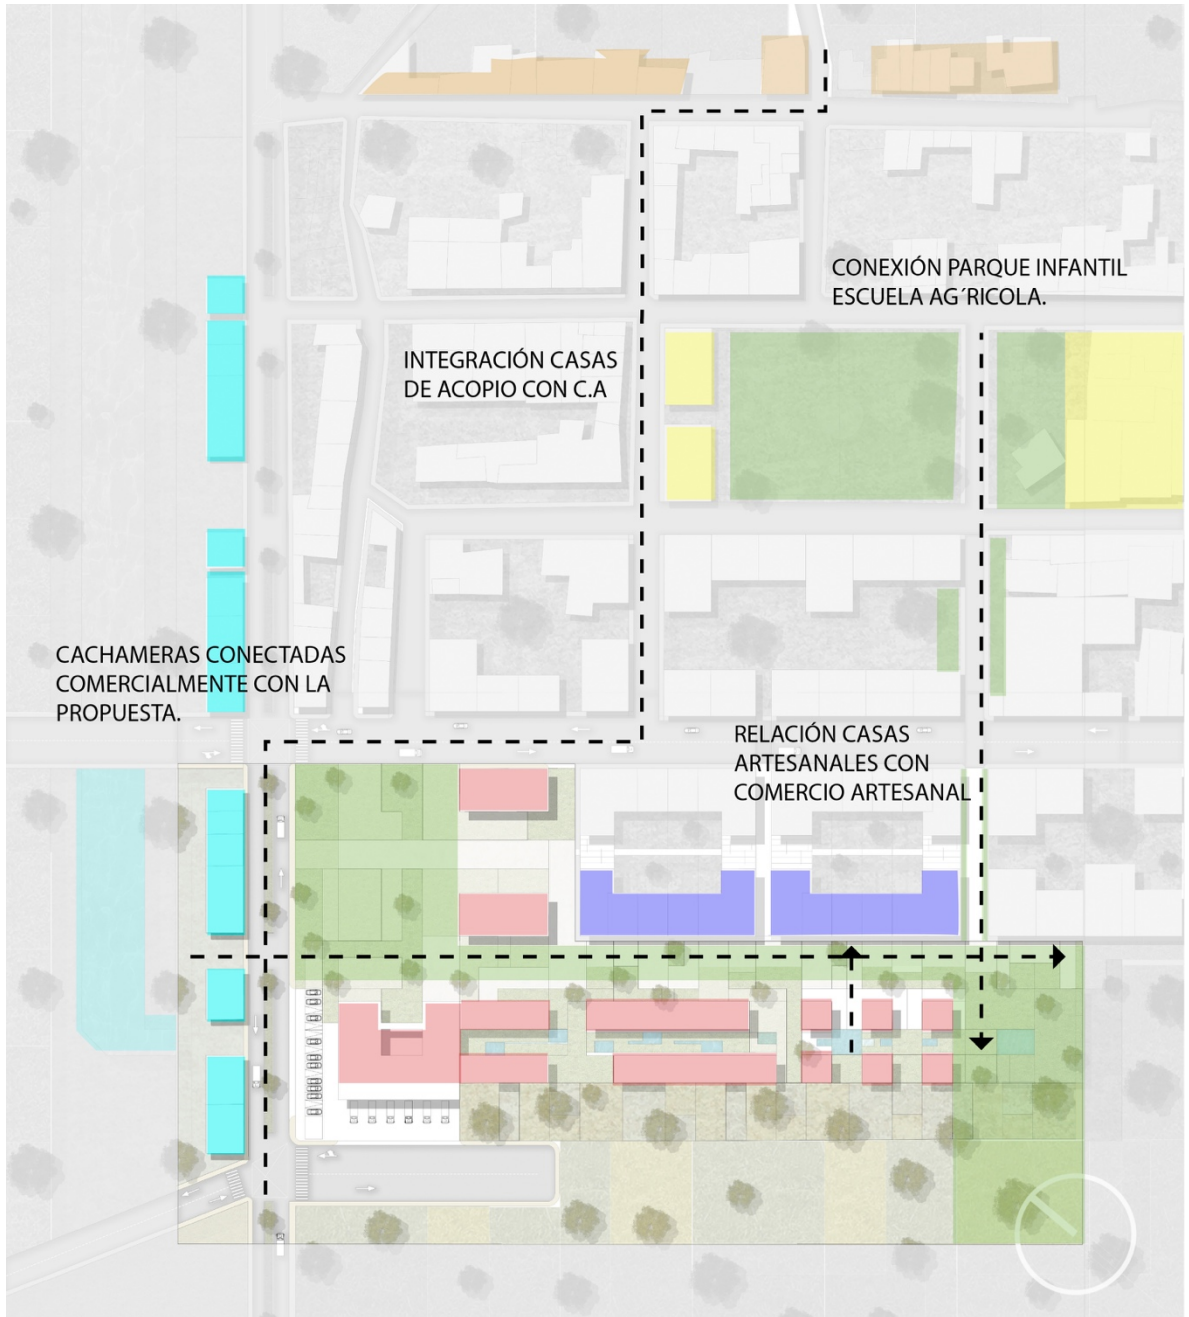 CONEXIÓN PARQUE INFANTIL
ESCUELA AG´RICOLA.
INTEGRACIÓN CASAS
DE ACOPIO CON C.A
CACHAMERAS CONECTADAS
COMERCIALMENTE CON LA
PROPUESTA.
RELACIÓN CASAS
ARTESANALES CON
COMERCIO ARTESANAL